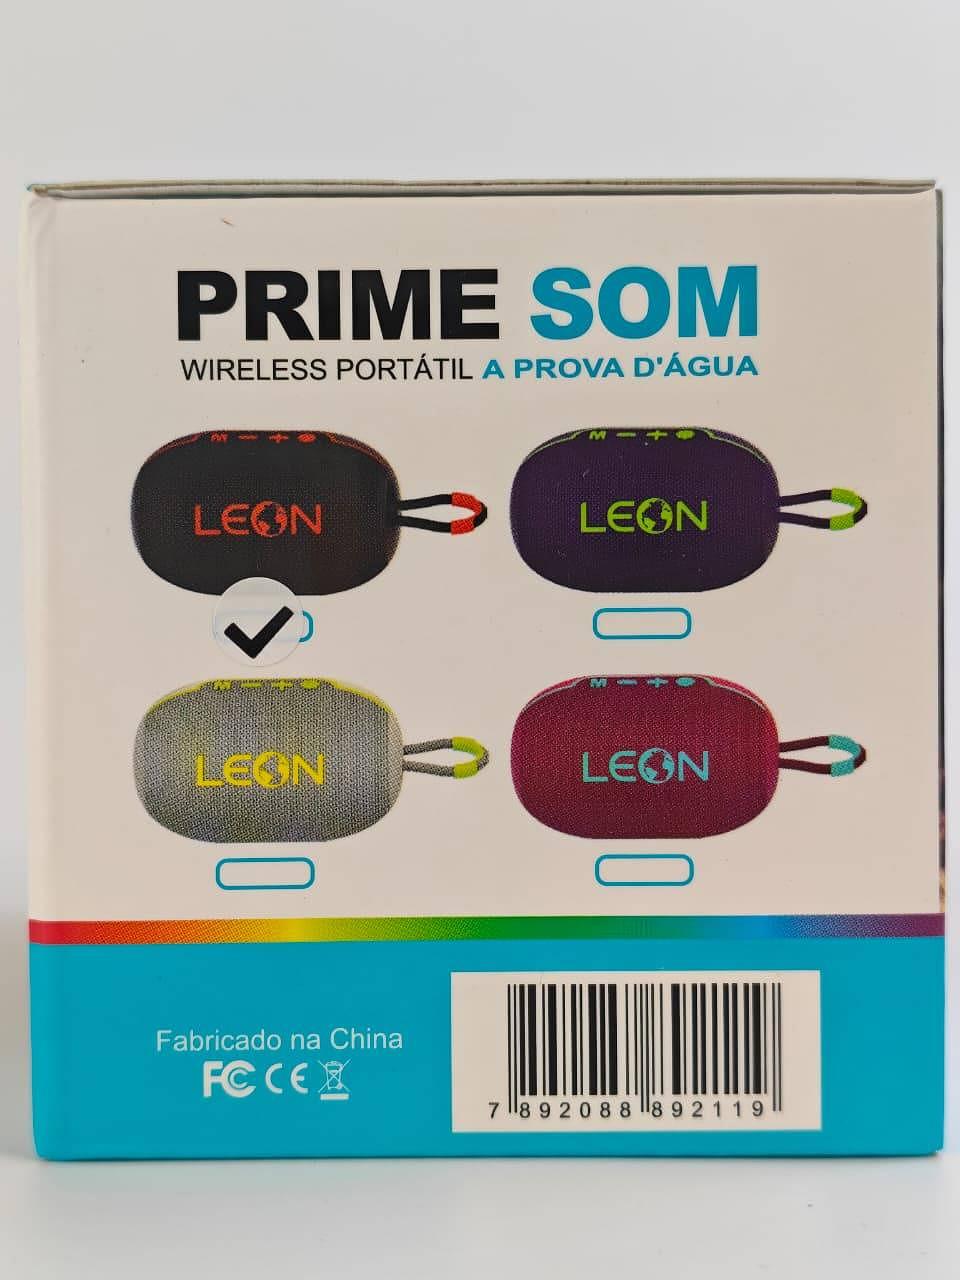 PRIME SOM
WIRELESS PORTÁTIL A PROVA D'ÁGUA
M − +
LEON
M − +
LEON
M − +
LEON
M − +
LEON
Fabricado na China
FC CE
7 892088 892119